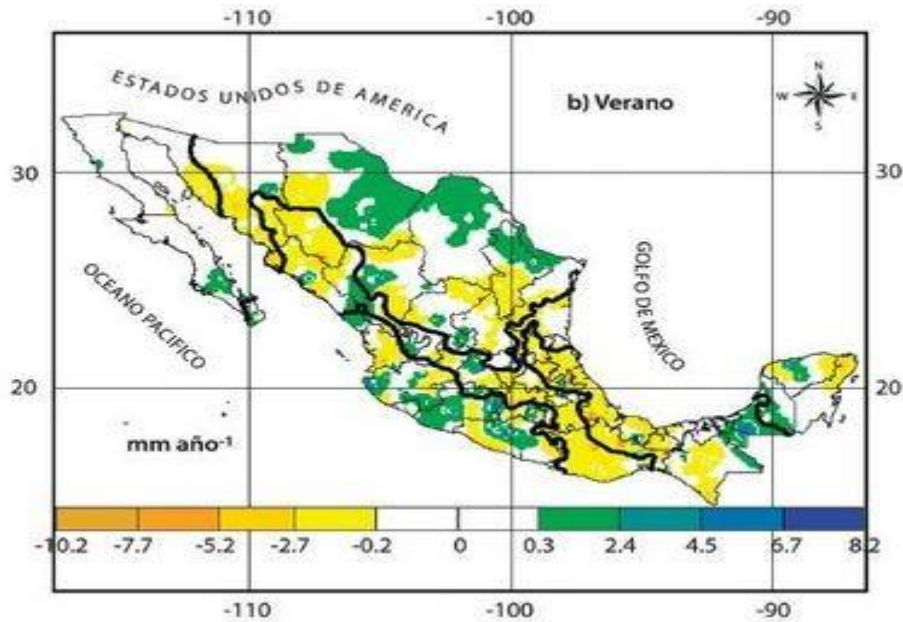 -110 -100 -90
ESTADOS UNIDOS DE AMERICA
b) Verano
N
W E
S
30 30
OCEANO PACIFICO
GOLFO DE MEXICO
20 20
mm año-¹
-10.2 -7.7 -5.2 -2.7 -0.2 0 0.3 2.4 4.5 6.7 8.2
-110 -100 -90